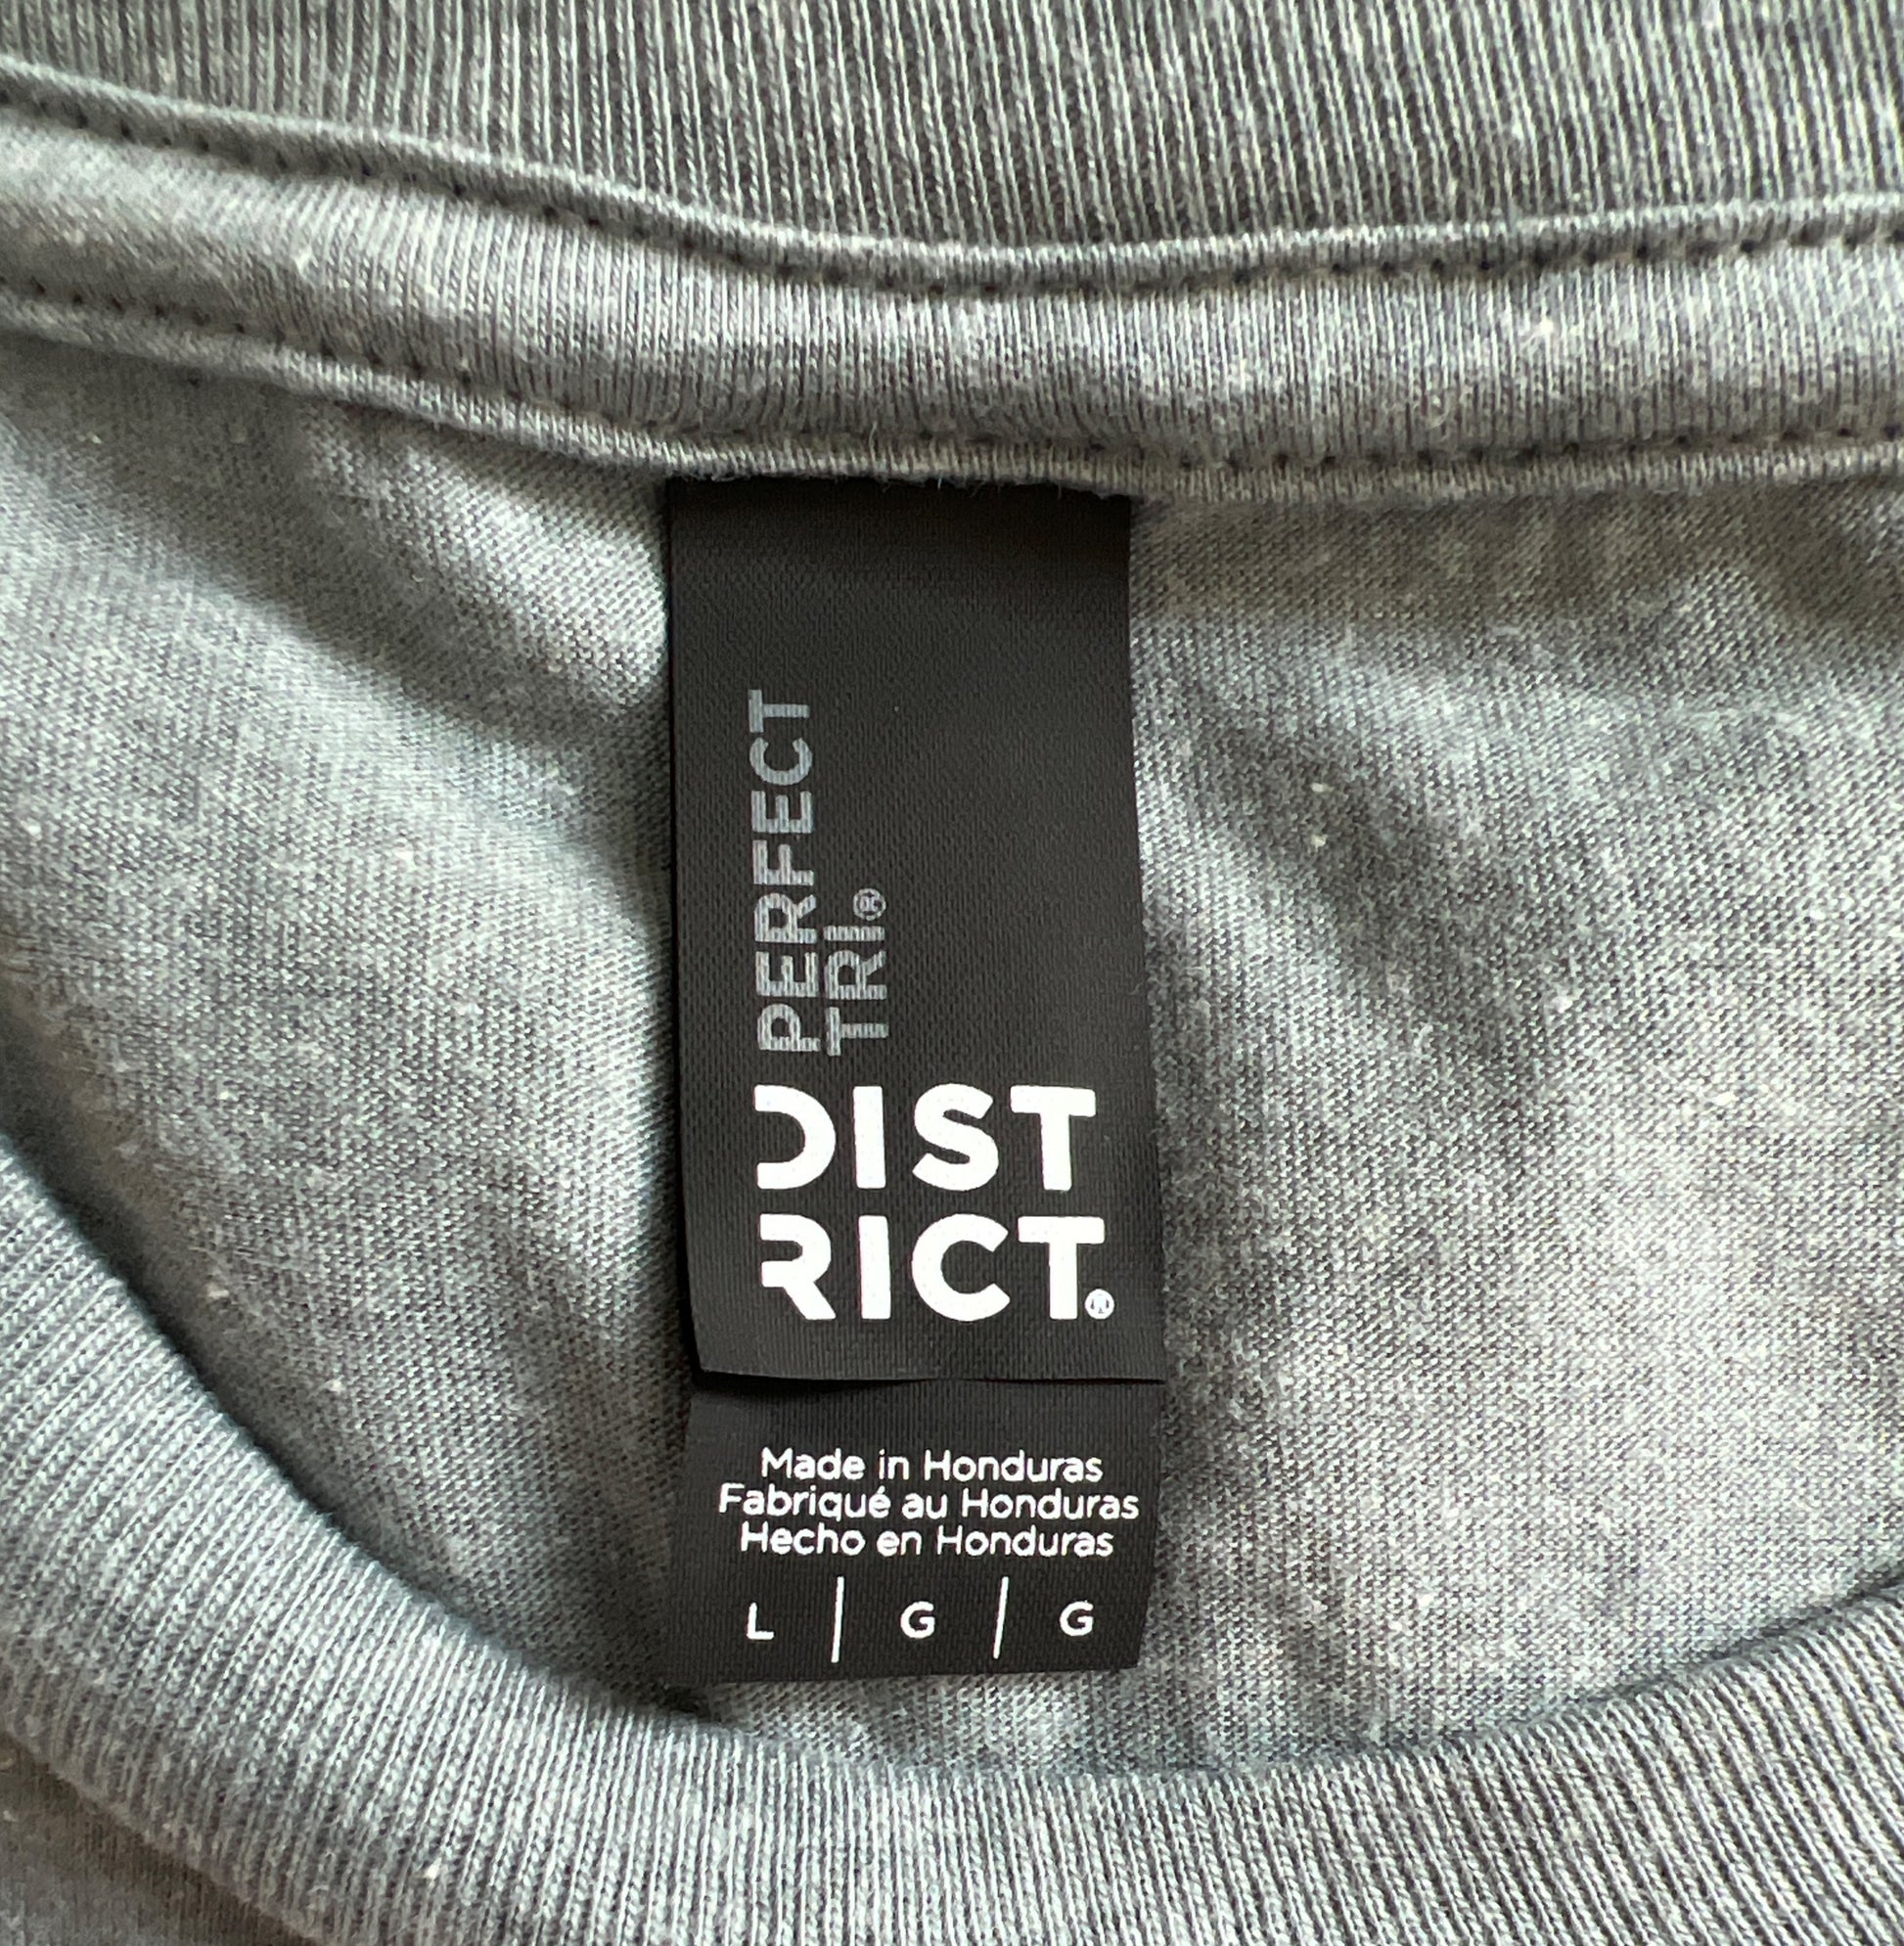 PERFECT
TRI®
DIST
RICT®
Made in Honduras
Fabriqué au Honduras
Hecho en Honduras
L | G | G